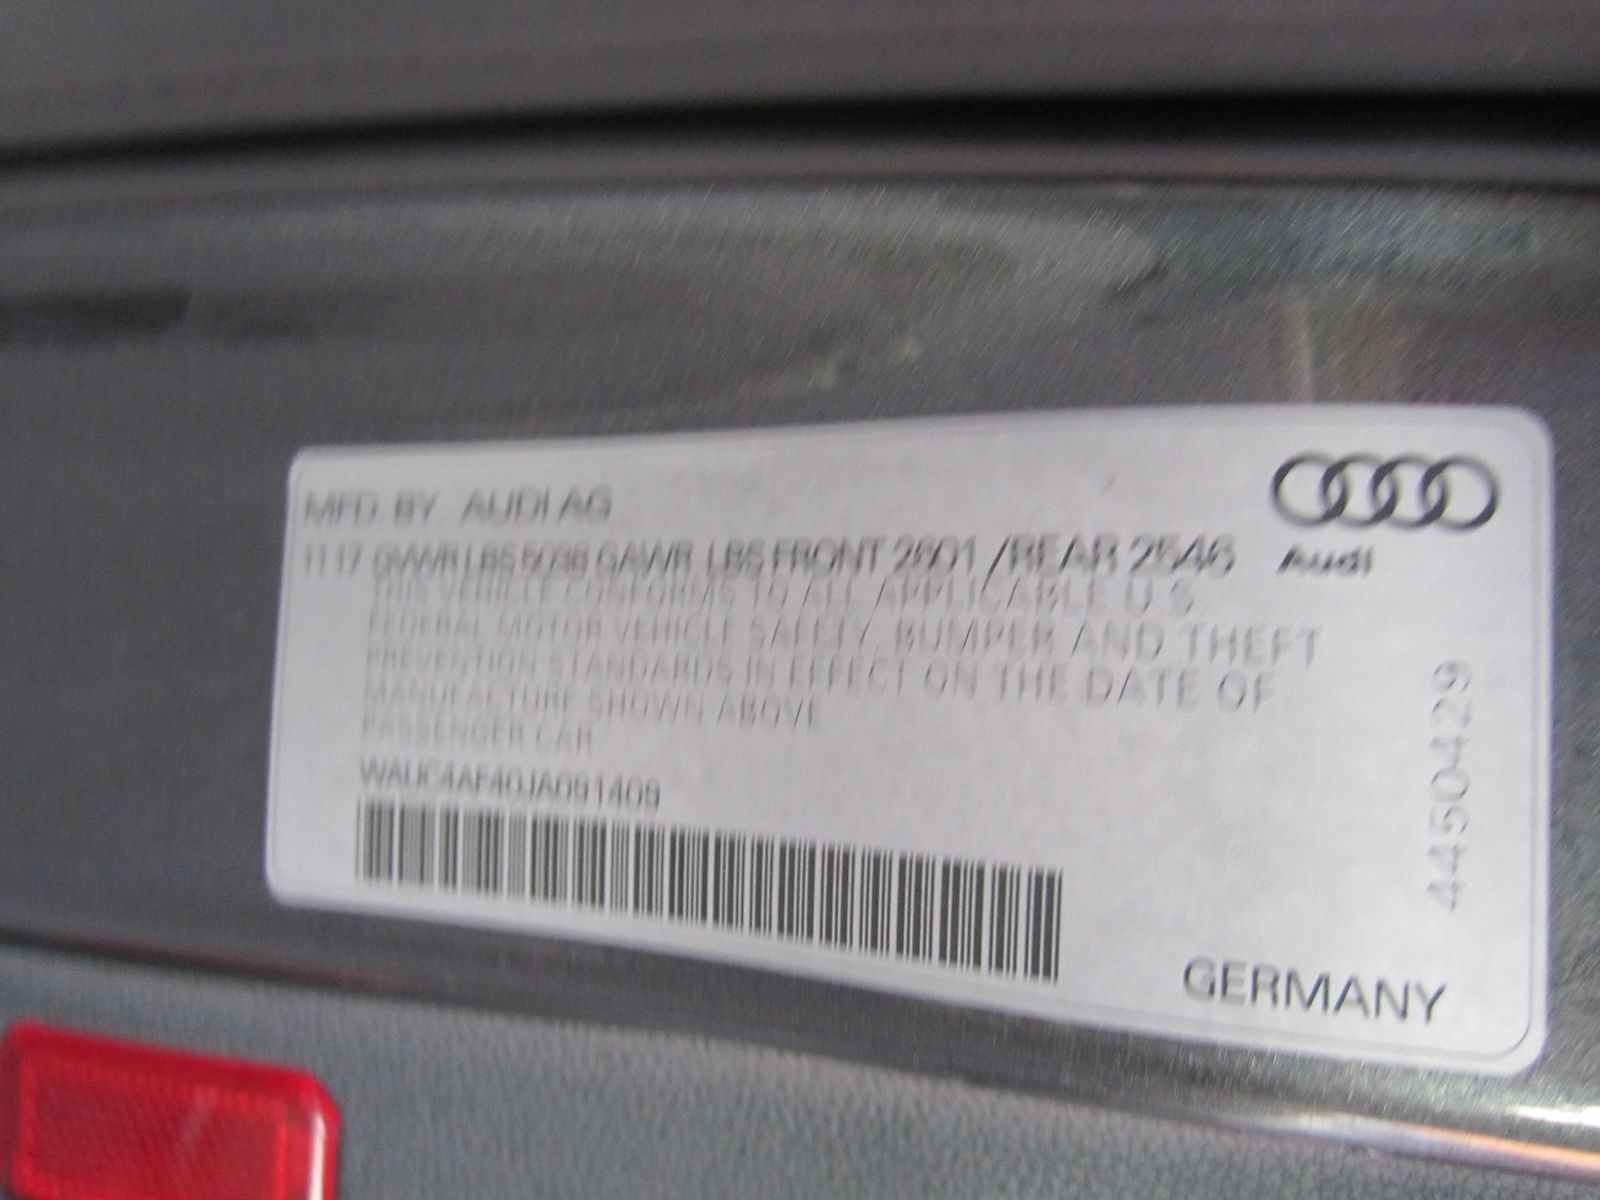 MFD. BY AUDI AG
11 17 GVWR LBS 5038 GAWR LBS FRONT 2601 /REAR 2546
Audi
THIS VEHICLE CONFORMS TO ALL APPLICABLE U.S.
FEDERAL MOTOR VEHICLE SAFETY, BUMPER AND THEFT
PREVENTION STANDARDS IN EFFECT ON THE DATE OF
MANUFACTURE SHOWN ABOVE
PASSENGER CAR
WAUC4AF40JA091409
4450429
GERMANY